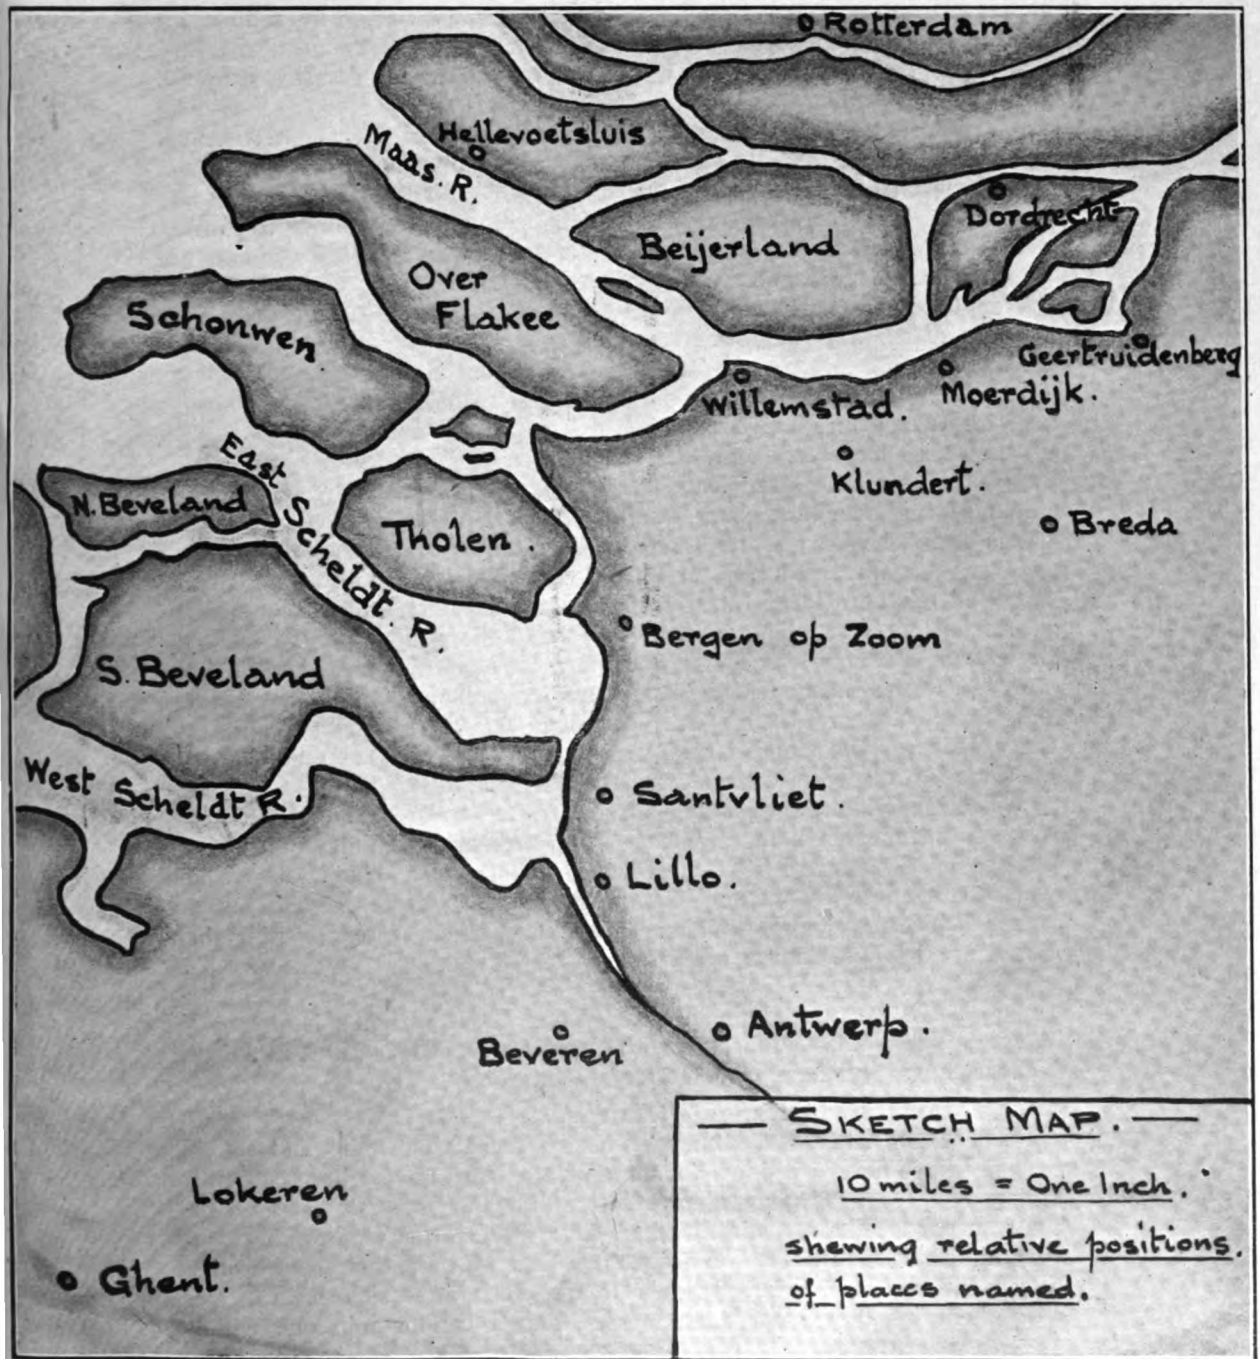 Rotterdam
Hellevoetsluis
Maas. R.
Dordrecht
Beijerland
Over
Flakee
Schonwen
Geertruidenberg
Willemstad.
Moerdijk.
Klundert.
East Scheldt. R.
N. Beveland
Tholen.
Breda
Bergen op Zoom
S. Beveland
West Scheldt R.
Santvliet.
Lillo.
Antwerp.
Beveren
Lokeren
Ghent.
SKETCH MAP.
10 miles = One Inch.
shewing relative positions.
of places named.